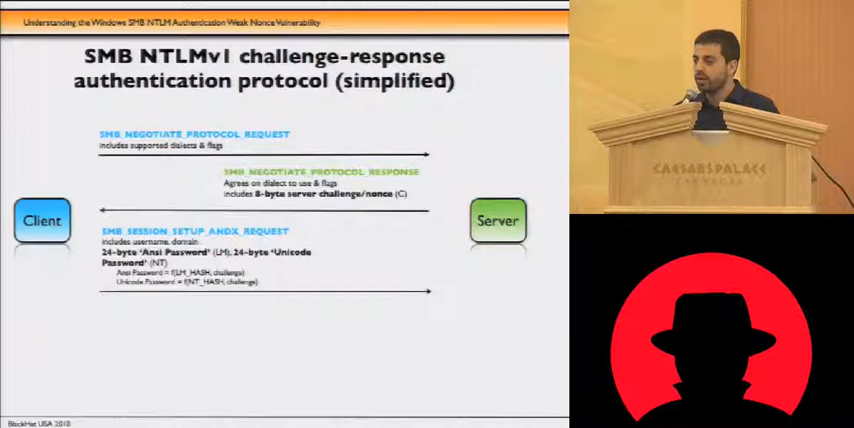 Understanding the Windows SMB NTLM Authentication Weak Nonce Vulnerability
SMB NTLMv1 challenge-response
authentication protocol (simplified)
SMB_NEGOTIATE_PROTOCOL_REQUEST
includes supported dialects & flags
SMB_NEGOTIATE_PROTOCOL_RESPONSE
Agrees on dialect to use & flags
includes 8-byte server challenge/nonce (C)
Client
Server
SMB_SESSION_SETUP_ANDX_REQUEST
includes username, domain
24-byte 'Ansi Password' (LM), 24-byte 'Unicode
Password' (NT)
Ansi Password = f(LM_HASH, challenge)
Unicode Password = f(NT_HASH, challenge)
BlackHat USA 2010
CAESARS PALACE